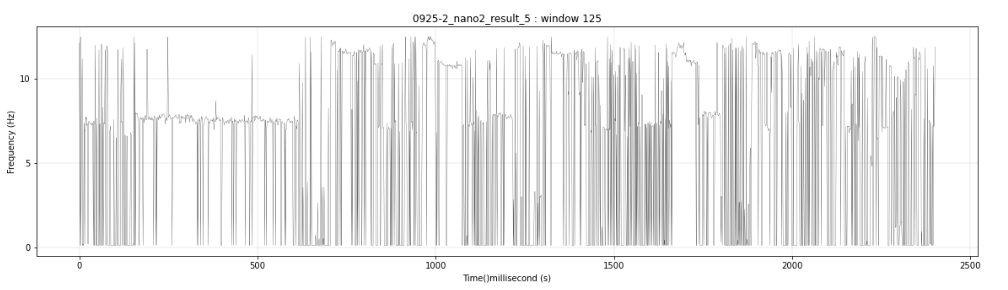 0925-2_nano2_result_5 : window 125
10
5
0
Frequency (Hz)
0 500 1000 1500 2000 2500
Time()millisecond (s)